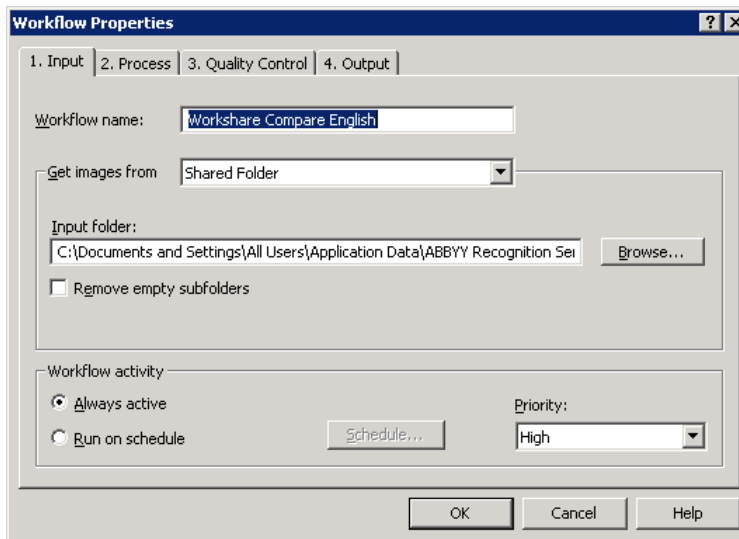 Workflow Properties
1. Input 2. Process 3. Quality Control 4. Output
Workflow name: Workshare Compare English
Get images from Shared Folder
Input folder:
C:\Documents and Settings\All Users\Application Data\ABBYY Recognition Ser Browse...
Remove empty subfolders
Workflow activity
Always active
Priority:
Run on schedule Schedule... High
OK Cancel Help